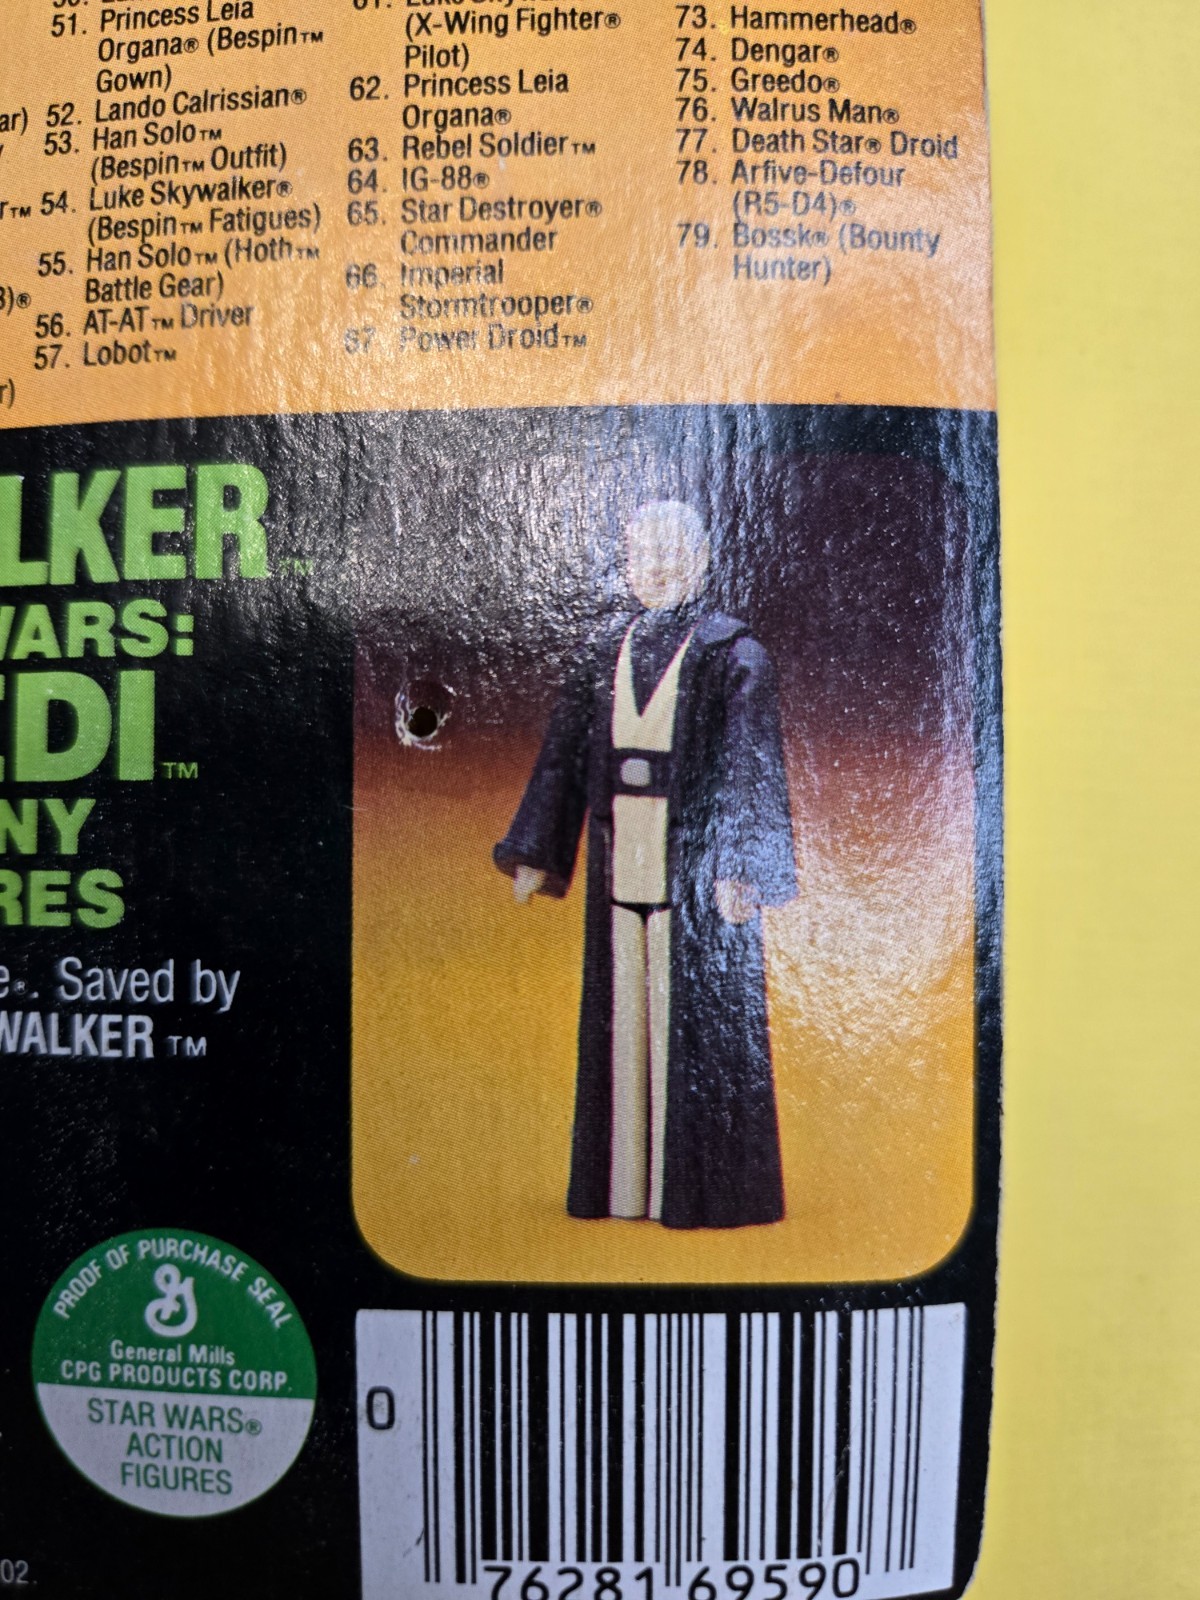 51. Princess Leia
Organa® (Bespin™
Gown)
52. Lando Calrissian®
53. Han Solo™
(Bespin™ Outfit)
54. Luke Skywalker®
(Bespin™ Fatigues)
55. Han Solo™ (Hoth™
Battle Gear)
56. AT-AT™ Driver
57. Lobot™
ar)
r™
3)®
r)
(X-Wing Fighter®
Pilot)
62. Princess Leia
Organa®
63. Rebel Soldier™
64. IG-88®
65. Star Destroyer®
Commander
66. Imperial
Stormtrooper®
67. Power Droid™
73. Hammerhead®
74. Dengar®
75. Greedo®
76. Walrus Man®
77. Death Star® Droid
78. Arfive-Defour
(R5-D4)®
79. Bossk® (Bounty
Hunter)
LKER™
WARS:
EDI™
NY
RES
e®. Saved by
WALKER™
PROOF OF PURCHASE SEAL
General Mills
CPG PRODUCTS CORP.
STAR WARS®
ACTION
FIGURES
02.
0 76281 69590